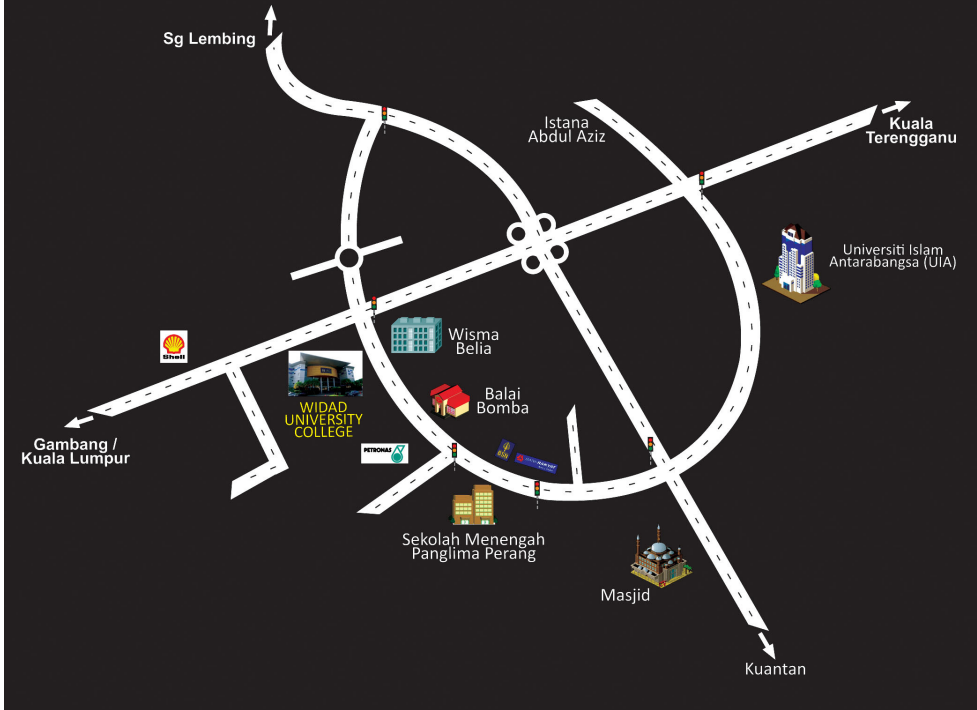 Sg Lembing
Istana
Abdul Aziz
Kuala
Terengganu
Universiti Islam
Antarabangsa (UIA)
Wisma
Belia
Shell
WIDAD
UNIVERSITY
COLLEGE
Balai
Bomba
Gambang /
Kuala Lumpur
PETRONAS
BSN
Sekolah Menengah
Panglima Perang
Masjid
Kuantan